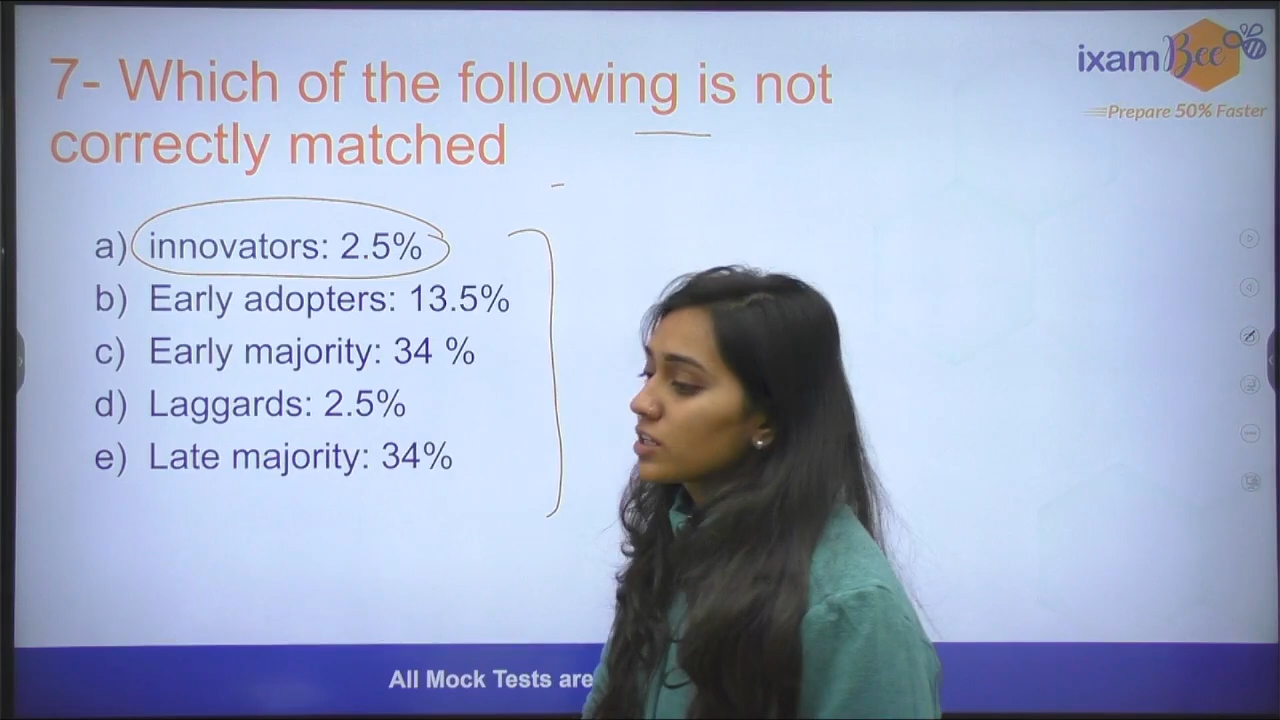 ixamBee
Prepare 50% Faster
7- Which of the following is not
correctly matched
a) innovators: 2.5%
b) Early adopters: 13.5%
c) Early majority: 34 %
d) Laggards: 2.5%
e) Late majority: 34%
All Mock Tests are